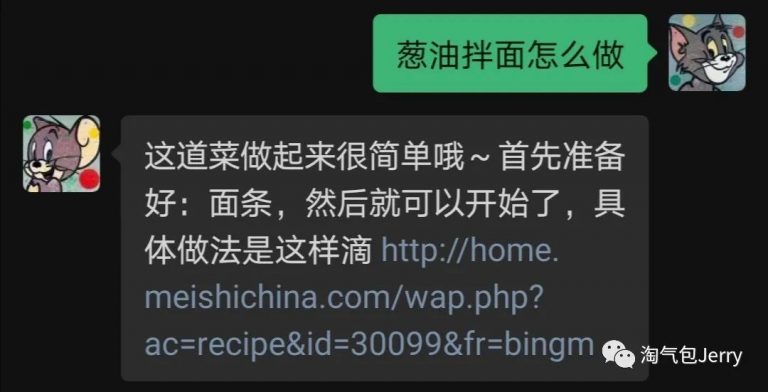 葱油拌面怎么做
这道菜做起来很简单哦～首先准备
好：面条，然后就可以开始了，具
体做法是这样滴 http://home.
meishichina.com/wap.php?
ac=recipe&id=30099&fr=bingm
淘气包Jerry